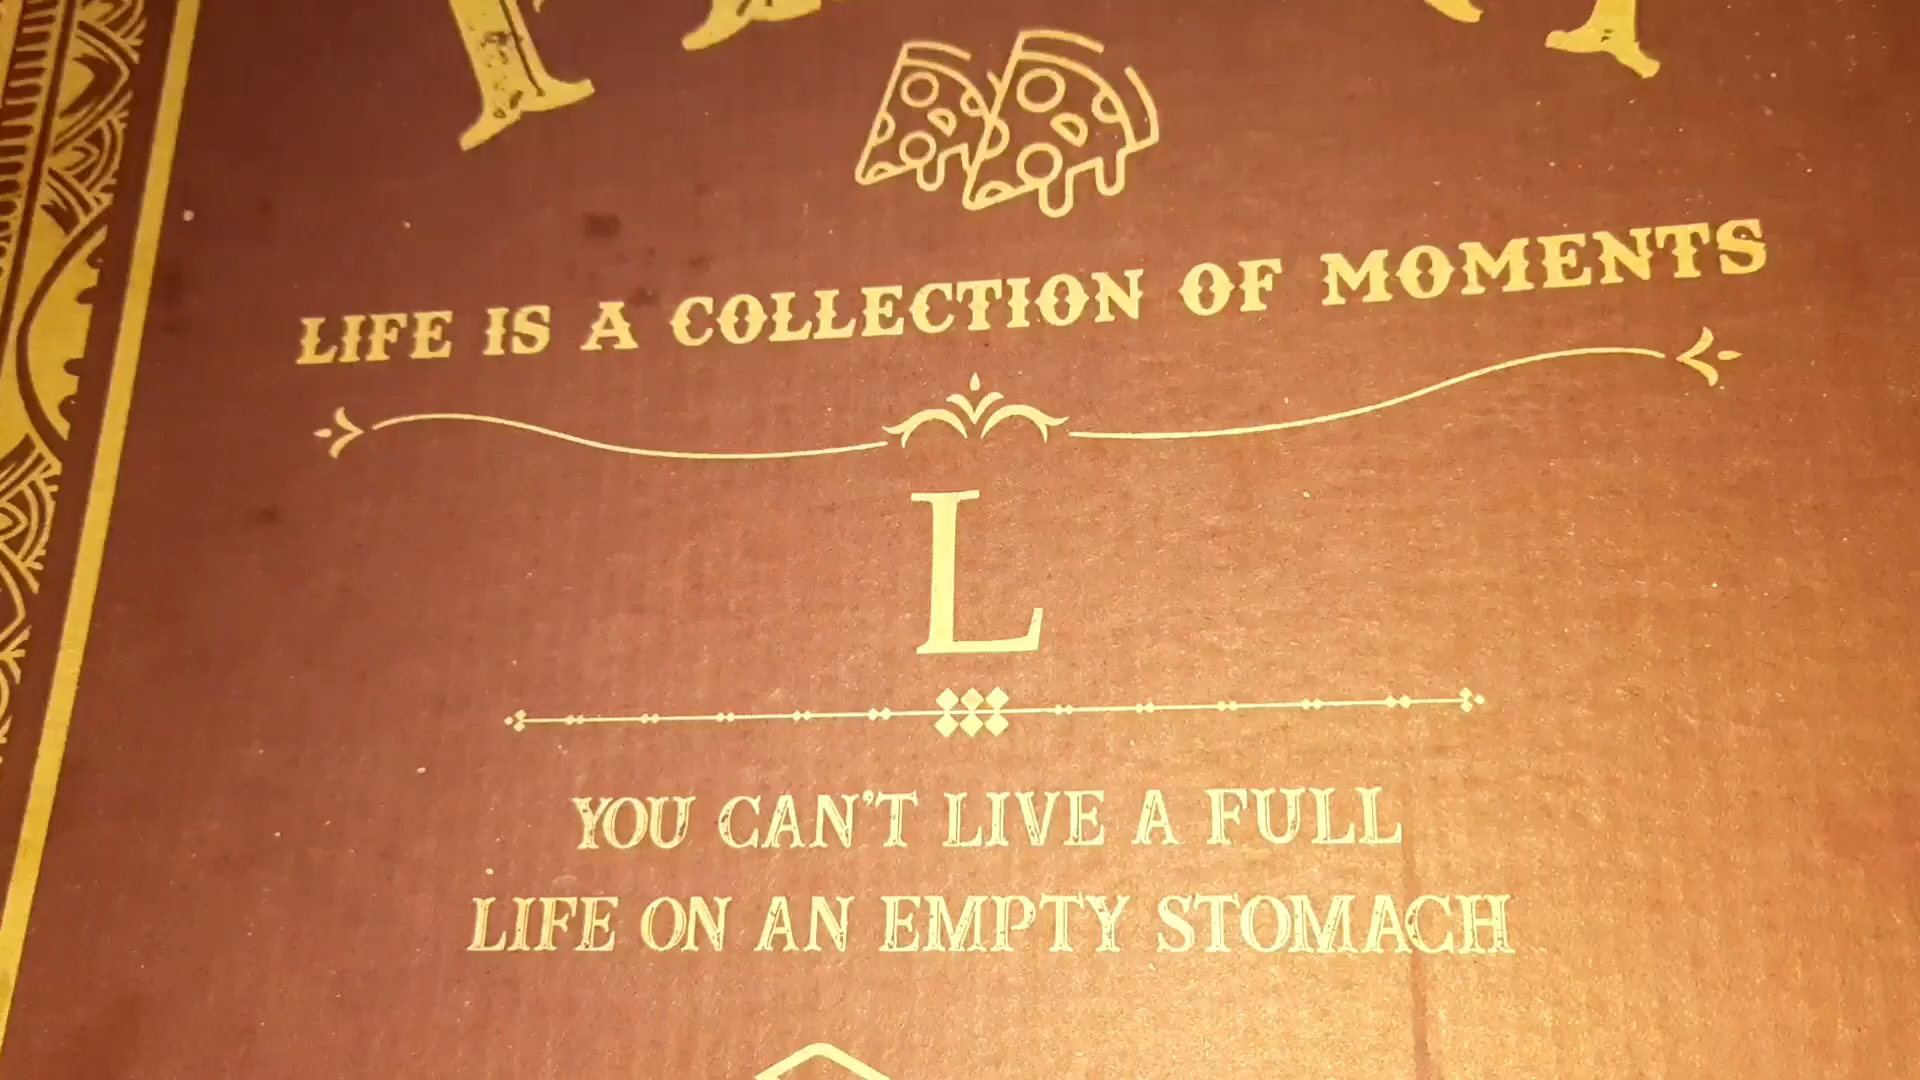 LIFE IS A COLLECTION OF MOMENTS
L
YOU CAN'T LIVE A FULL
LIFE ON AN EMPTY STOMACH